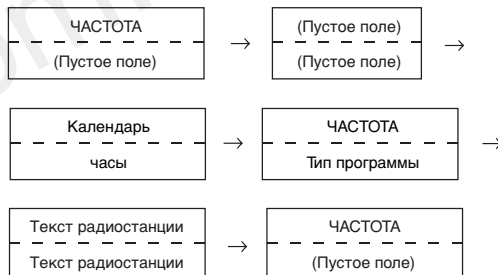 ЧАСТОТА
(Пустое поле)
→
(Пустое поле)
(Пустое поле)
→
Календарь
часы
→
ЧАСТОТА
Тип программы
→
Текст радиостанции
Текст радиостанции
→
ЧАСТОТА
(Пустое поле)